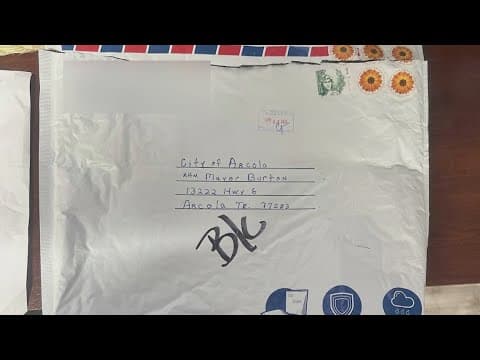 City of Arcola
Attn Mayor Burton
13222 Hwy 6
Arcola Tx. 77583
BK